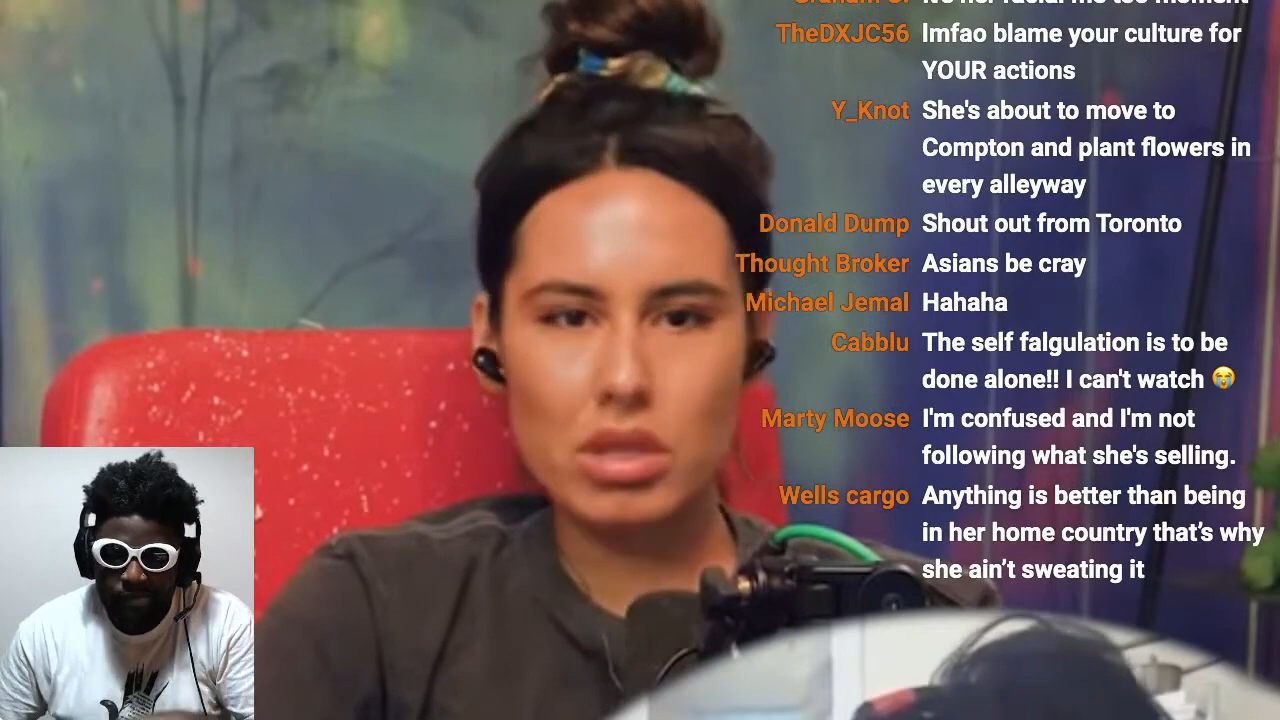 TheDXJC56 lmfao blame your culture for
YOUR actions
Y_Knot She's about to move to
Compton and plant flowers in
every alleyway
Donald Dump Shout out from Toronto
Thought Broker Asians be cray
Michael Jemal Hahaha
Cabblu The self falgulation is to be
done alone!! I can't watch 😭
Marty Moose I'm confused and I'm not
following what she's selling.
Wells cargo Anything is better than being
in her home country that’s why
she ain’t sweating it